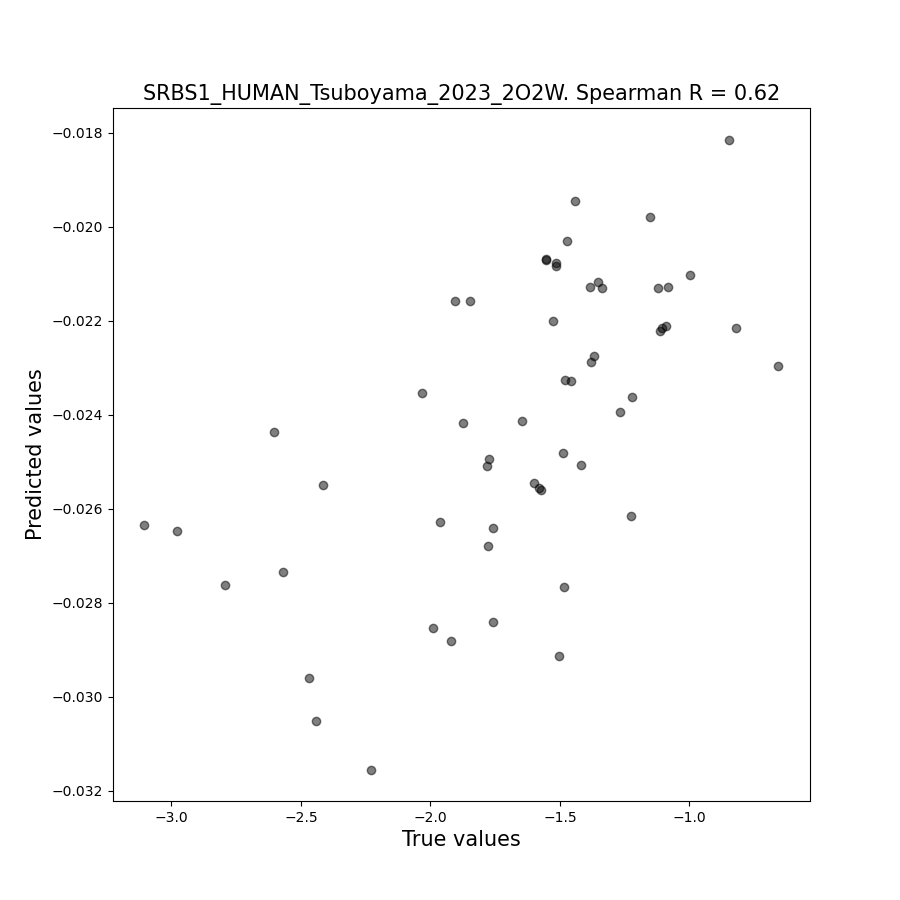 SRBS1_HUMAN_Tsuboyama_2023_2O2W. Spearman R = 0.62
−0.018
−0.020
−0.022
−0.024
−0.026
−0.028
−0.030
−0.032
Predicted values
−3.0 −2.5 −2.0 −1.5 −1.0
True values